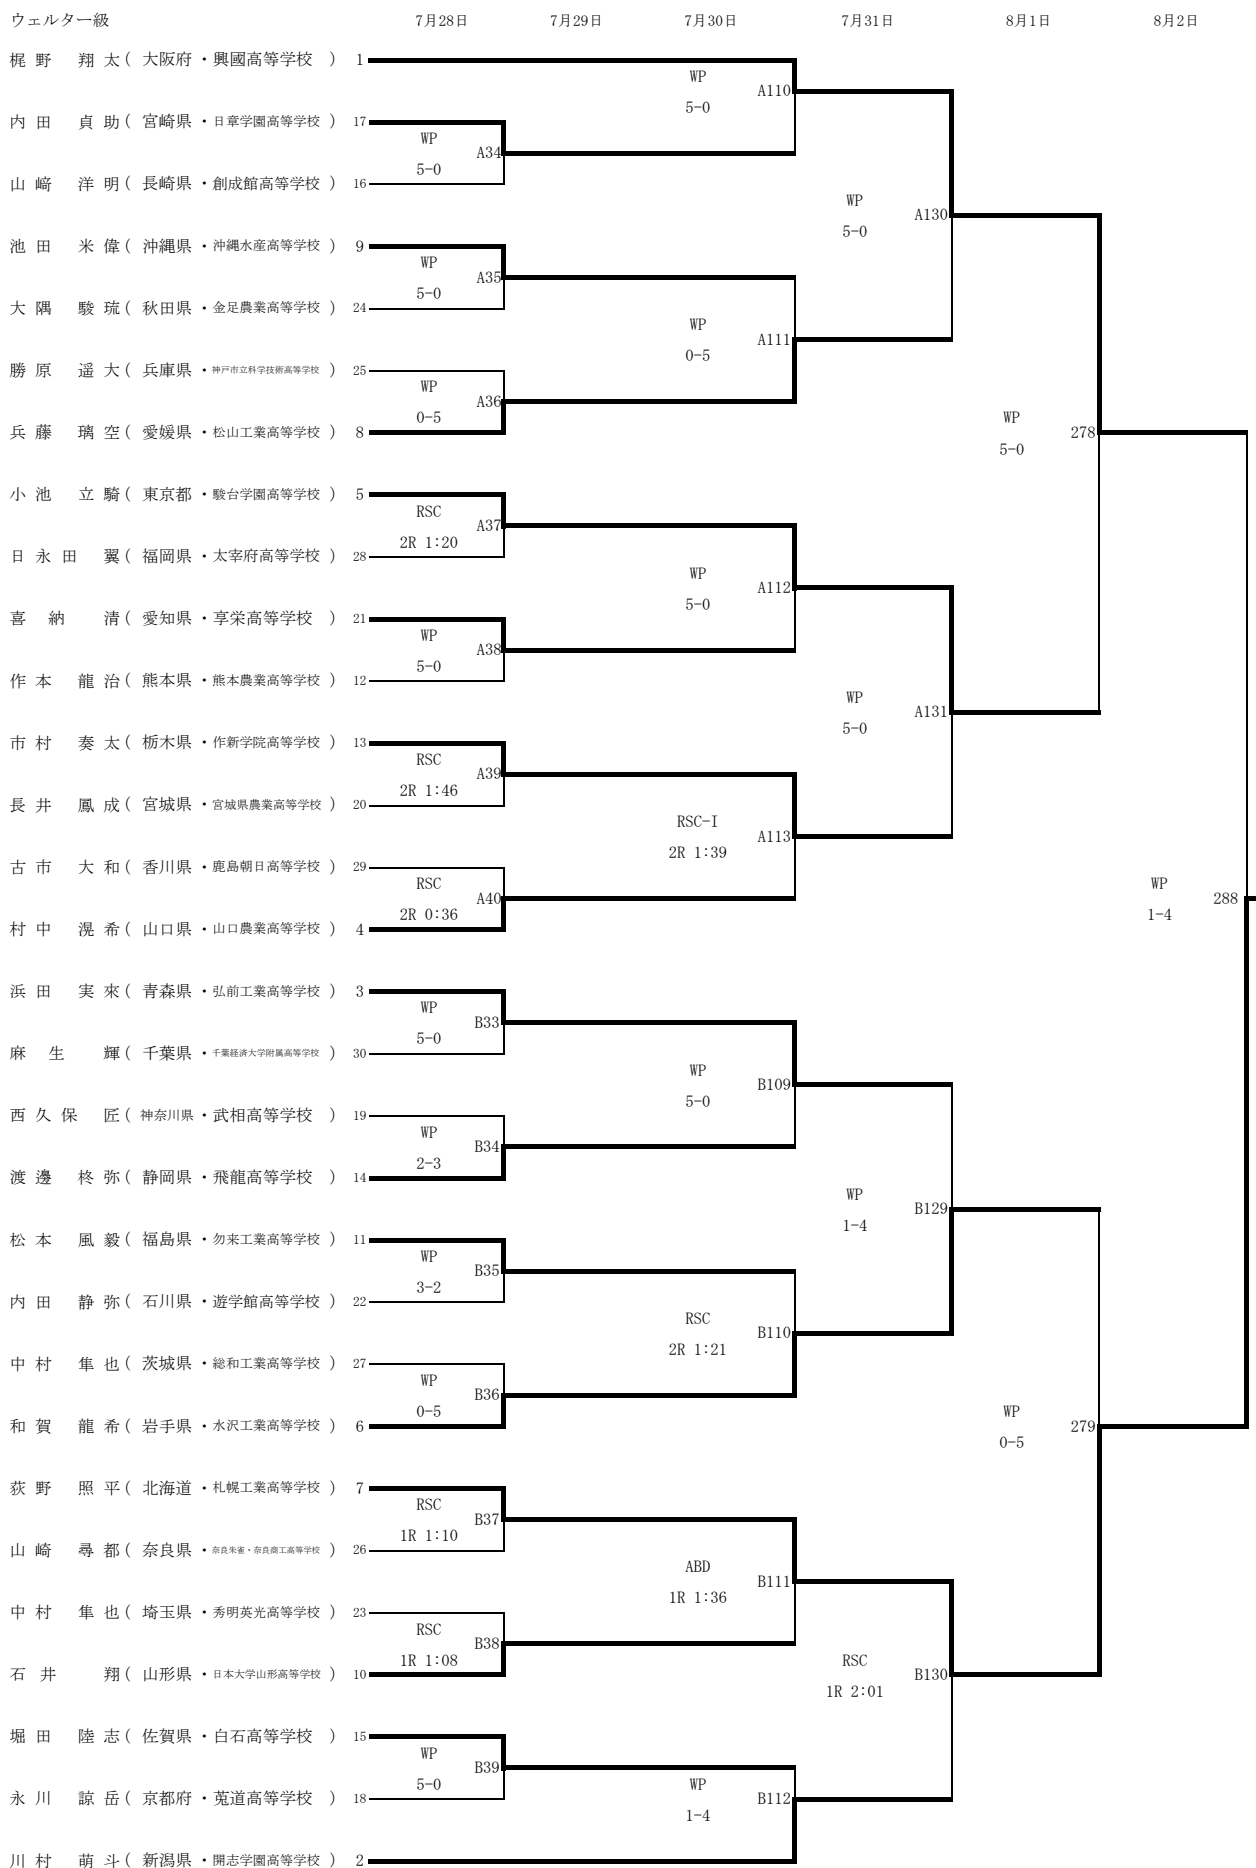 ウェルター級 7月28日 7月29日 7月30日 7月31日 8月1日 8月2日
梶野 翔太 ( 大阪府 ・ 興國高等学校 ) 1
WP
A110
5-0
内田 貞助 ( 宮崎県 ・ 日章学園高等学校 ) 17
WP
A34
5-0
山﨑 洋明 ( 長崎県 ・ 創成館高等学校 ) 16
WP
A130
5-0
池田 米偉 ( 沖縄県 ・ 沖縄水産高等学校 ) 9
WP
A35
5-0
大隅 駿琉 ( 秋田県 ・ 金足農業高等学校 ) 24
WP
A111
0-5
勝原 遥大 ( 兵庫県 ・ 神戸市立科学技術高等学校 ) 25
WP
A36
0-5
WP
278
5-0
兵藤 璃空 ( 愛媛県 ・ 松山工業高等学校 ) 8
小池 立騎 ( 東京都 ・ 駿台学園高等学校 ) 5
RSC
A37
2R 1:20
日永田 翼 ( 福岡県 ・ 太宰府高等学校 ) 28
WP
A112
5-0
喜納 清 ( 愛知県 ・ 享栄高等学校 ) 21
WP
A38
5-0
作本 龍治 ( 熊本県 ・ 熊本農業高等学校 ) 12
WP
A131
5-0
市村 奏太 ( 栃木県 ・ 作新学院高等学校 ) 13
RSC
A39
2R 1:46
長井 鳳成 ( 宮城県 ・ 宮城県農業高等学校 ) 20
RSC-I
A113
2R 1:39
古市 大和 ( 香川県 ・ 鹿島朝日高等学校 ) 29
RSC
A40
2R 0:36
WP
288
1-4
村中 滉希 ( 山口県 ・ 山口農業高等学校 ) 4
浜田 実來 ( 青森県 ・ 弘前工業高等学校 ) 3
WP
B33
5-0
麻生 輝 ( 千葉県 ・ 千葉経済大学附属高等学校 ) 30
WP
B109
5-0
西久保 匠 ( 神奈川県 ・ 武相高等学校 ) 19
WP
B34
2-3
渡邊 柊弥 ( 静岡県 ・ 飛龍高等学校 ) 14
WP
B129
1-4
松本 風毅 ( 福島県 ・ 勿来工業高等学校 ) 11
WP
B35
3-2
内田 静弥 ( 石川県 ・ 遊学館高等学校 ) 22
RSC
B110
2R 1:21
中村 隼也 ( 茨城県 ・ 総和工業高等学校 ) 27
WP
B36
0-5
WP
279
0-5
和賀 龍希 ( 岩手県 ・ 水沢工業高等学校 ) 6
荻野 照平 ( 北海道 ・ 札幌工業高等学校 ) 7
RSC
B37
1R 1:10
山崎 尋都 ( 奈良県 ・ 奈良朱雀・奈良商工高等学校 ) 26
ABD
B111
1R 1:36
中村 隼也 ( 埼玉県 ・ 秀明英光高等学校 ) 23
RSC
B38
1R 1:08
石井 翔 ( 山形県 ・ 日本大学山形高等学校 ) 10
RSC
B130
1R 2:01
堀田 陸志 ( 佐賀県 ・ 白石高等学校 ) 15
WP
B39
5-0
永川 諒岳 ( 京都府 ・ 莵道高等学校 ) 18
WP
B112
1-4
川村 萌斗 ( 新潟県 ・ 開志学園高等学校 ) 2